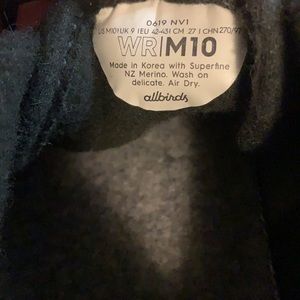 0619 NV1
US M10 | UK 9 | EU 42-43 | CM 27 | CHN 270/97
WR|M10
Made in Korea with Superfine
NZ Merino. Wash on
delicate. Air Dry.
allbirds